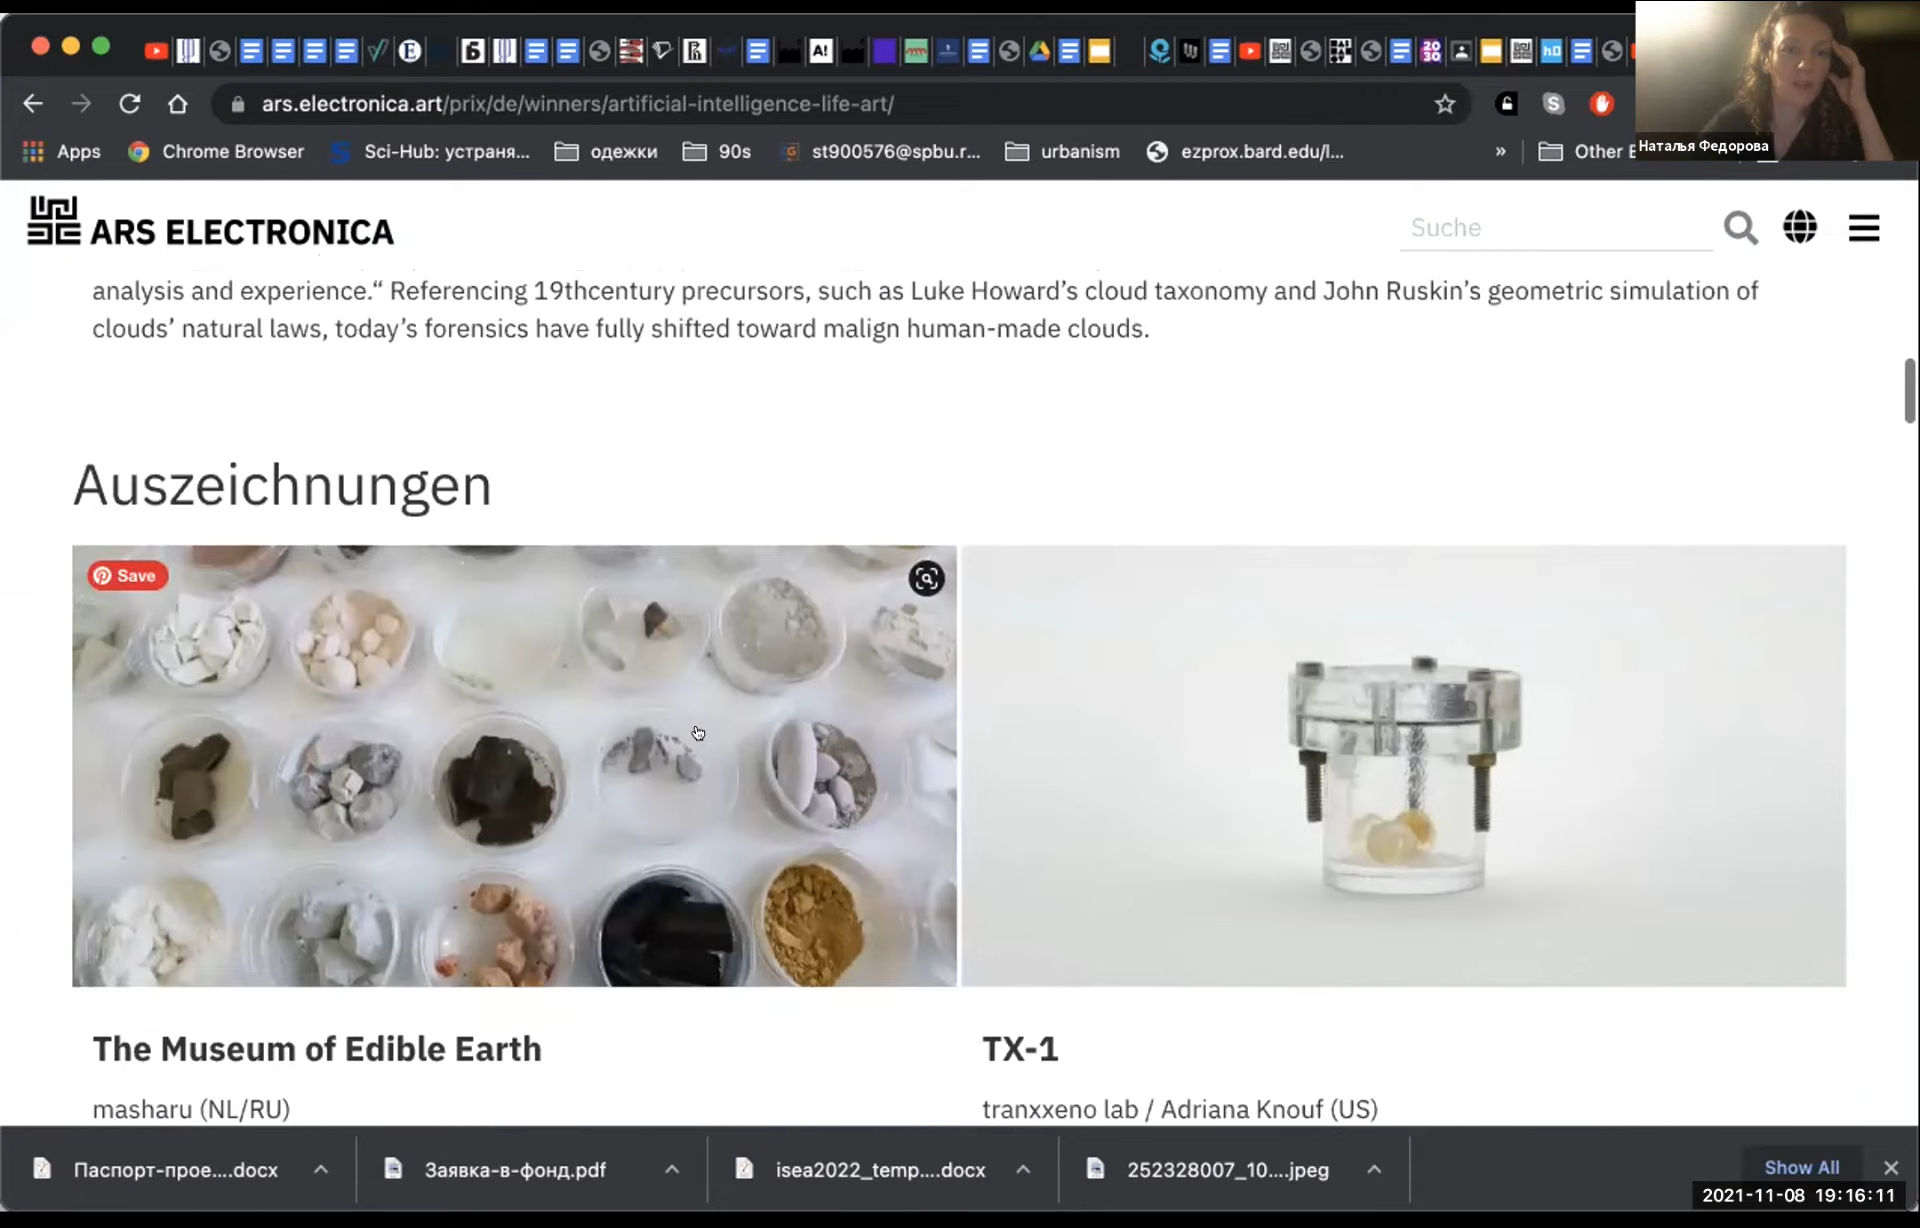 Б
A!
20
30
hD
ars.electronica.art/prix/de/winners/artificial-intelligence-life-art/
Наталья Федорова
Apps
Chrome Browser
Sci-Hub: устраня...
одежки
90s
st900576@spbu.r...
urbanism
ezprox.bard.edu/l...
»
Other
ARS ELECTRONICA
Suche
analysis and experience.“ Referencing 19thcentury precursors, such as Luke Howard’s cloud taxonomy and John Ruskin’s geometric simulation of
clouds’ natural laws, today’s forensics have fully shifted toward malign human-made clouds.
Auszeichnungen
Save
The Museum of Edible Earth
TX-1
masharu (NL/RU)
tranxxeno lab / Adriana Knouf (US)
Паспорт-прое....docx
Заявка-в-фонд.pdf
isea2022_temp....docx
252328007_10....jpeg
Show All
2021-11-08 19:16:11